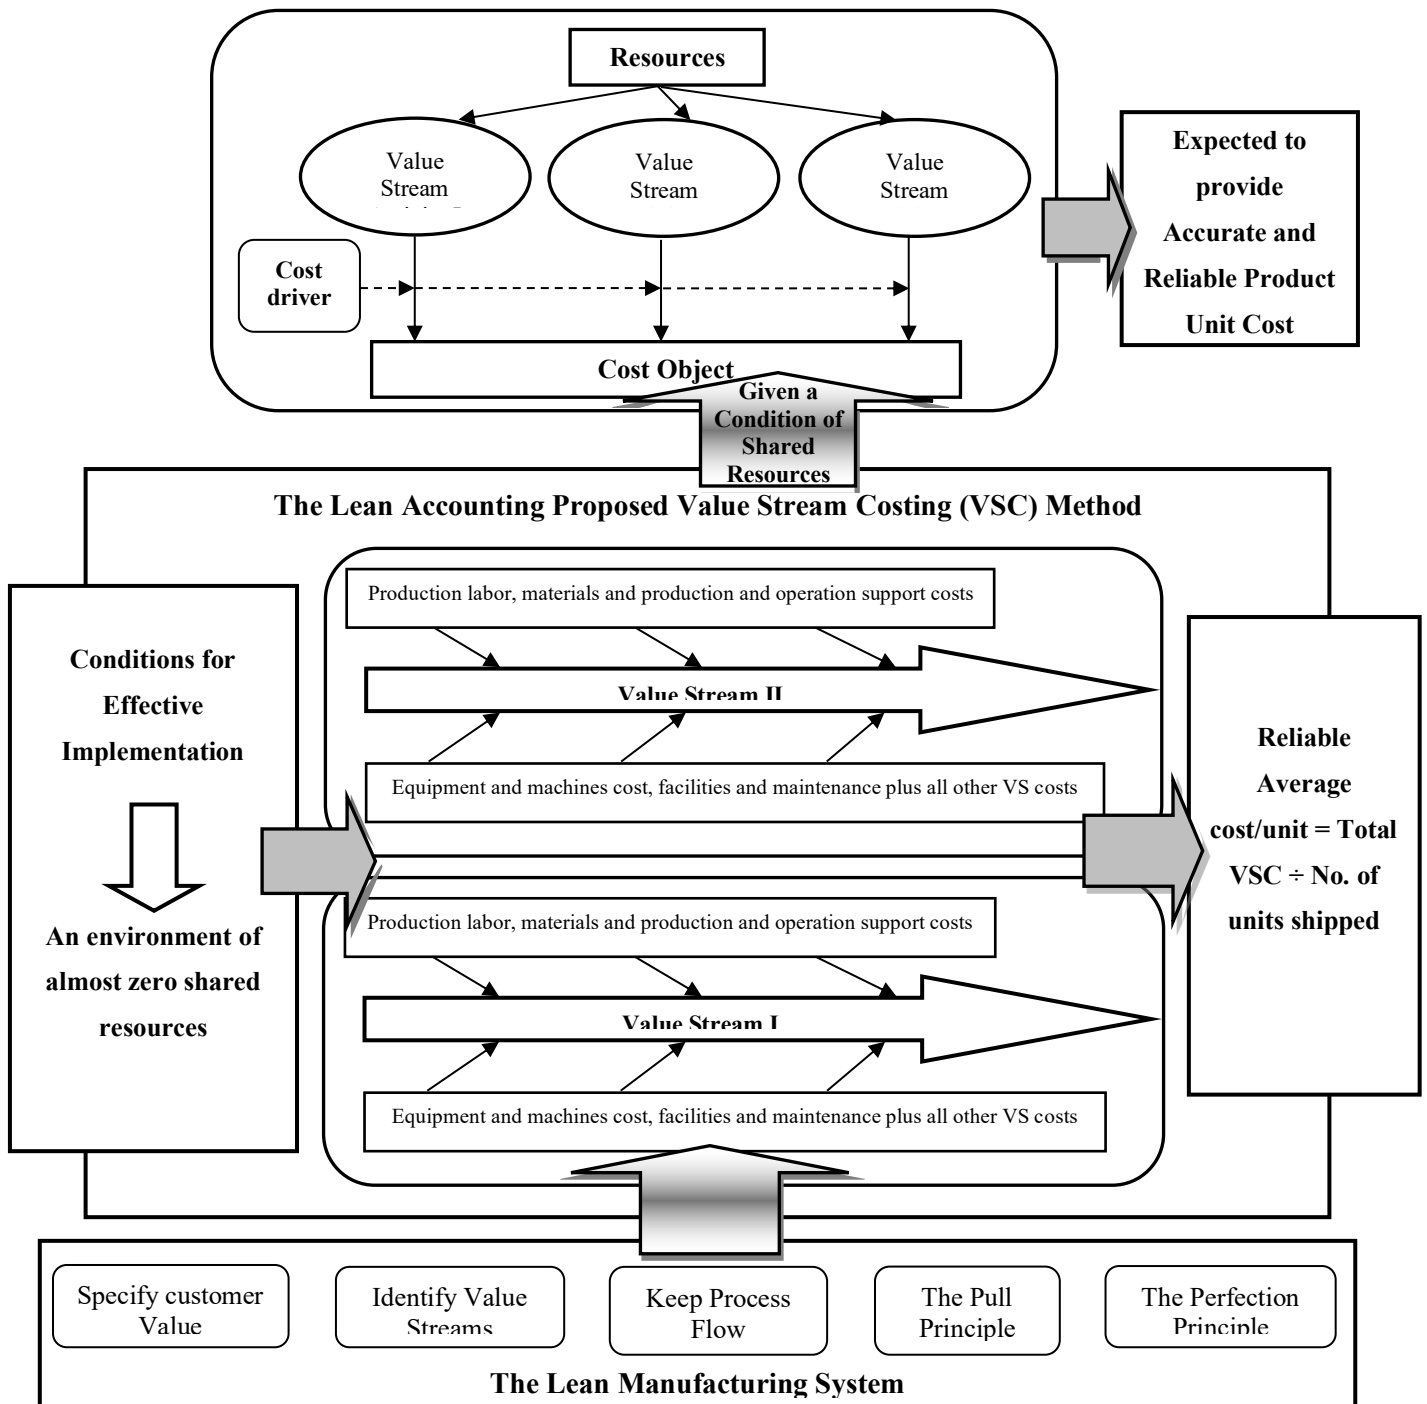 Resources
Value
Stream
Value
Stream
Value
Stream
Cost
driver
Cost Object
Expected to
provide
Accurate and
Reliable Product
Unit Cost
Given a
Condition of
Shared
Resources
The Lean Accounting Proposed Value Stream Costing (VSC) Method
Conditions for
Effective
Implementation
An environment of
almost zero shared
resources
Production labor, materials and production and operation support costs
Value Stream II
Equipment and machines cost, facilities and maintenance plus all other VS costs
Production labor, materials and production and operation support costs
Value Stream I
Equipment and machines cost, facilities and maintenance plus all other VS costs
Reliable
Average
cost/unit = Total
VSC ÷ No. of
units shipped
Specify customer
Value
Identify Value
Streams
Keep Process
Flow
The Pull
Principle
The Perfection
Principle
The Lean Manufacturing System